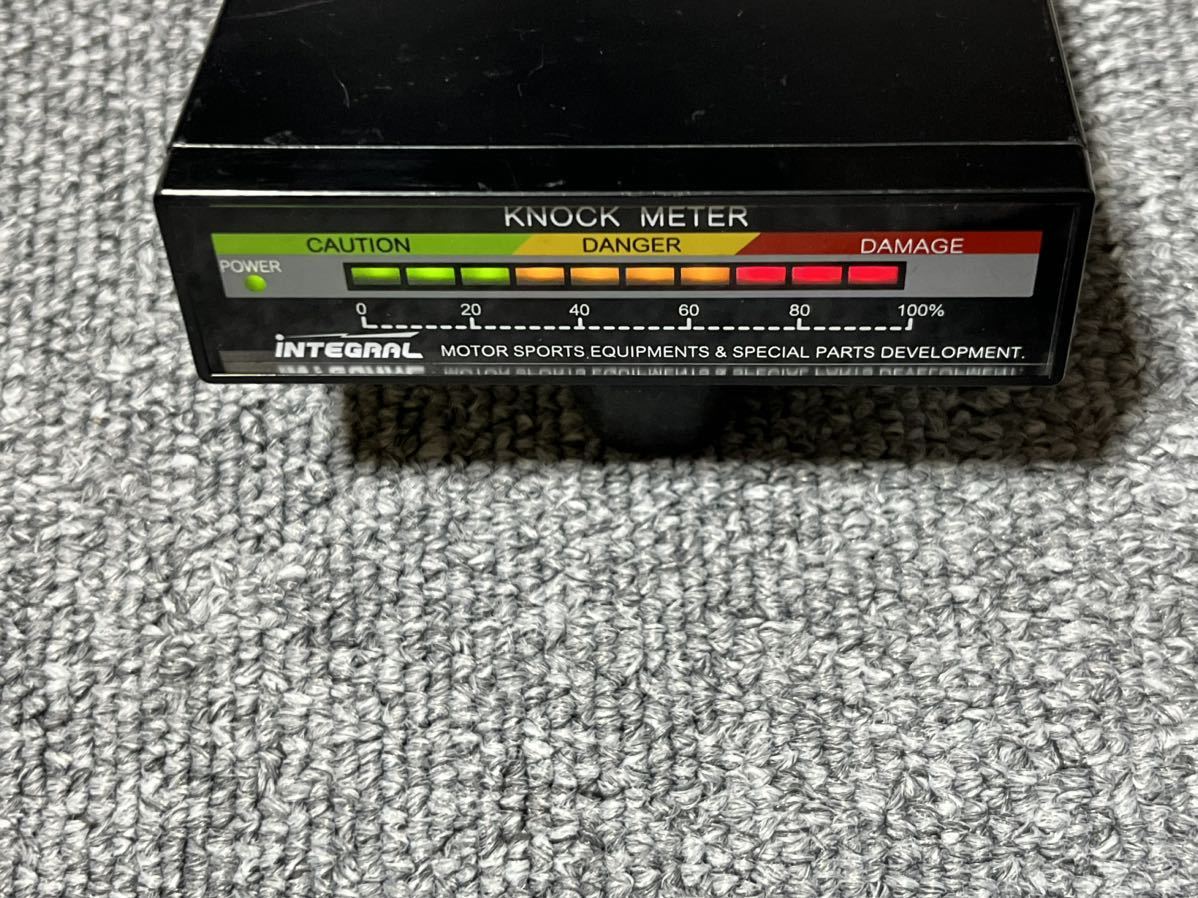 KNOCK METER
CAUTION DANGER DAMAGE
POWER
0 20 40 60 80 100%
INTEGRAL MOTOR SPORTS EQUIPMENTS & SPECIAL PARTS DEVELOPMENT.